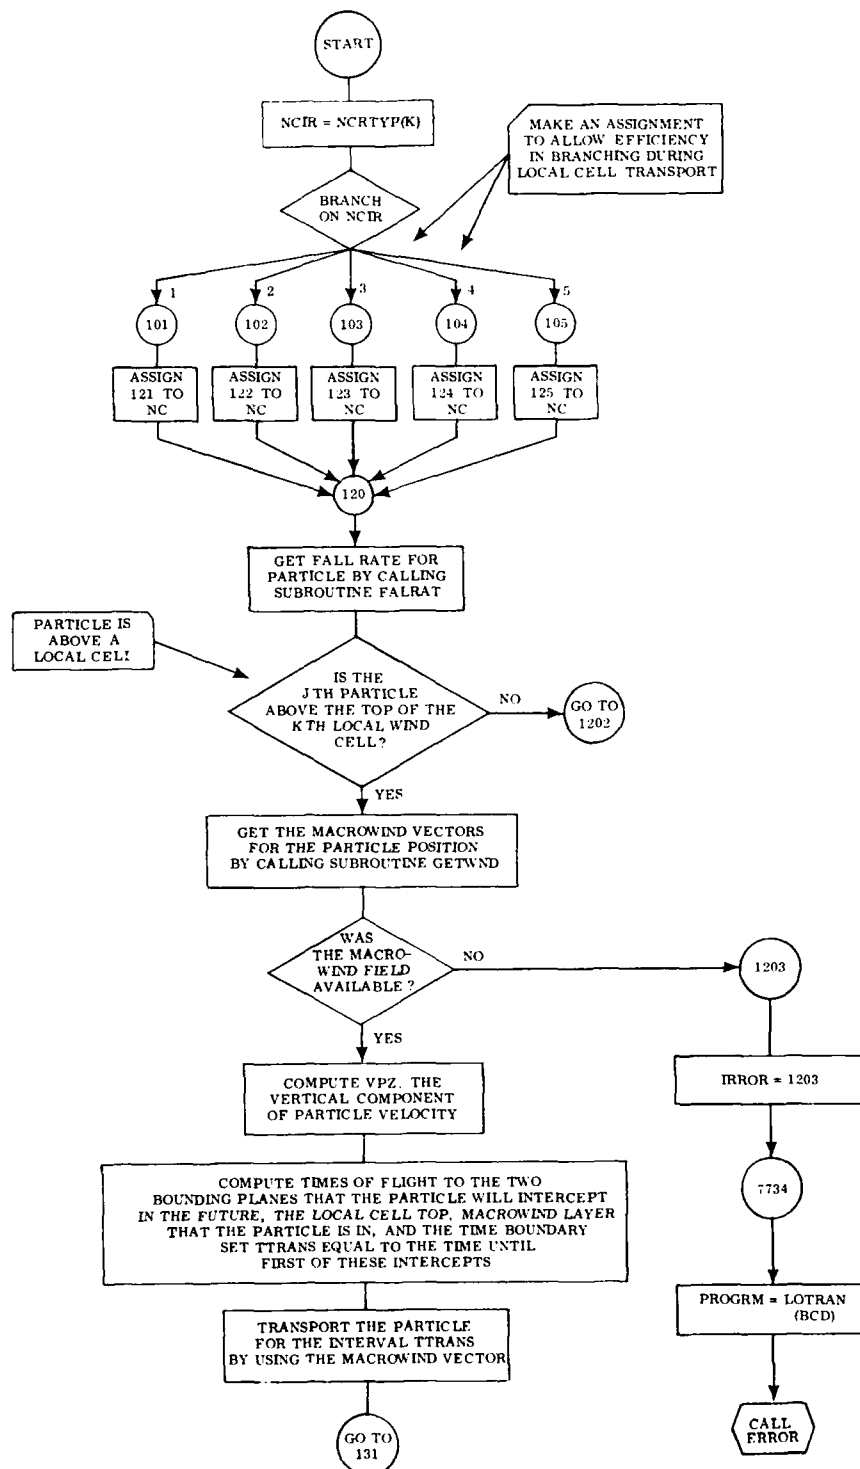 START
NCIR = NCRTYP(K)
MAKE AN ASSIGNMENT
TO ALLOW EFFICIENCY
IN BRANCHING DURING
LOCAL CELL TRANSPORT
BRANCH
ON NCIR
1
2
3
4
5
101
102
103
104
105
ASSIGN
121 TO
NC
ASSIGN
122 TO
NC
ASSIGN
123 TO
NC
ASSIGN
124 TO
NC
ASSIGN
125 TO
NC
120
GET FALL RATE FOR
PARTICLE BY CALLING
SUBROUTINE FALRAT
PARTICLE IS
ABOVE A
LOCAL CELL
IS THE
JTH PARTICLE
ABOVE THE TOP OF THE
KTH LOCAL WIND
CELL?
NO
GO TO
1202
YES
GET THE MACROWIND VECTORS
FOR THE PARTICLE POSITION
BY CALLING SUBROUTINE GETWND
WAS
THE MACRO-
WIND FIELD
AVAILABLE?
NO
1203
YES
COMPUTE VPZ. THE
VERTICAL COMPONENT
OF PARTICLE VELOCITY
IRROR = 1203
COMPUTE TIMES OF FLIGHT TO THE TWO
BOUNDING PLANES THAT THE PARTICLE WILL INTERCEPT
IN THE FUTURE, THE LOCAL CELL TOP, MACROWIND LAYER
THAT THE PARTICLE IS IN, AND THE TIME BOUNDARY
SET TTRANS EQUAL TO THE TIME UNTIL
FIRST OF THESE INTERCEPTS
7734
TRANSPORT THE PARTICLE
FOR THE INTERVAL TTRANS
BY USING THE MACROWIND VECTOR
PROGRM = LOTRAN
(BCD)
GO TO
131
CALL
ERROR